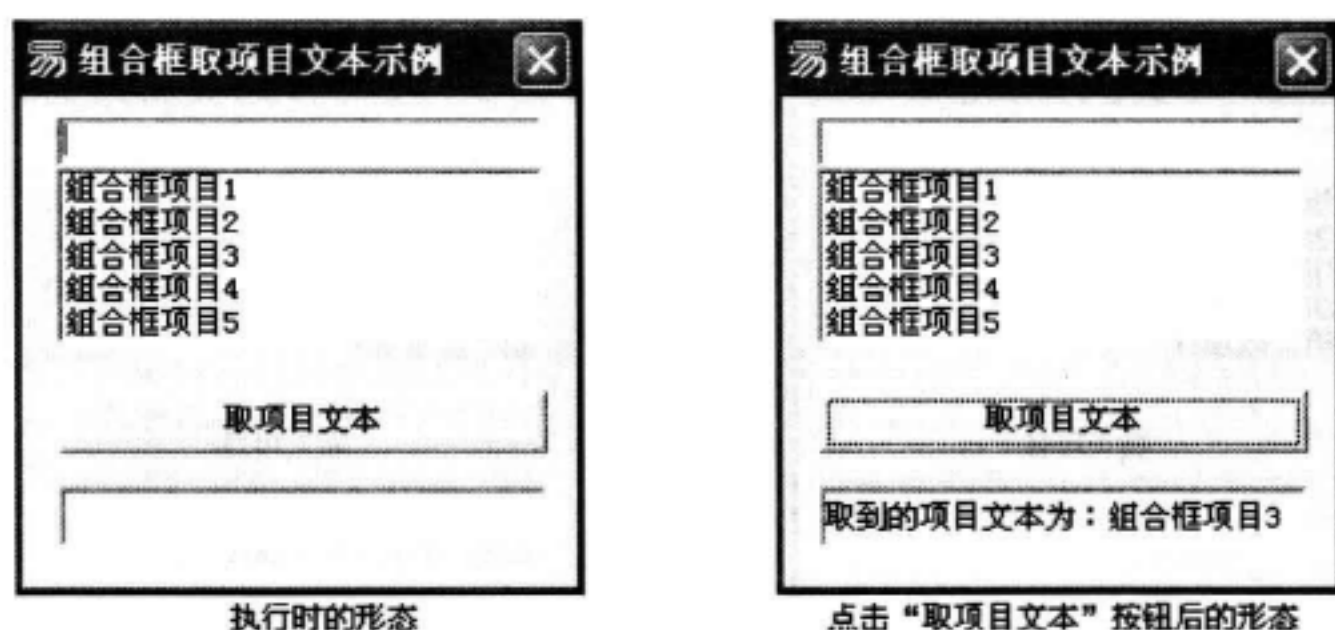 易 组合框取项目文本示例
组合框项目1
组合框项目2
组合框项目3
组合框项目4
组合框项目5
取项目文本
执行时的形态
易 组合框取项目文本示例
组合框项目1
组合框项目2
组合框项目3
组合框项目4
组合框项目5
取项目文本
取到的项目文本为：组合框项目3
点击“取项目文本”按钮后的形态